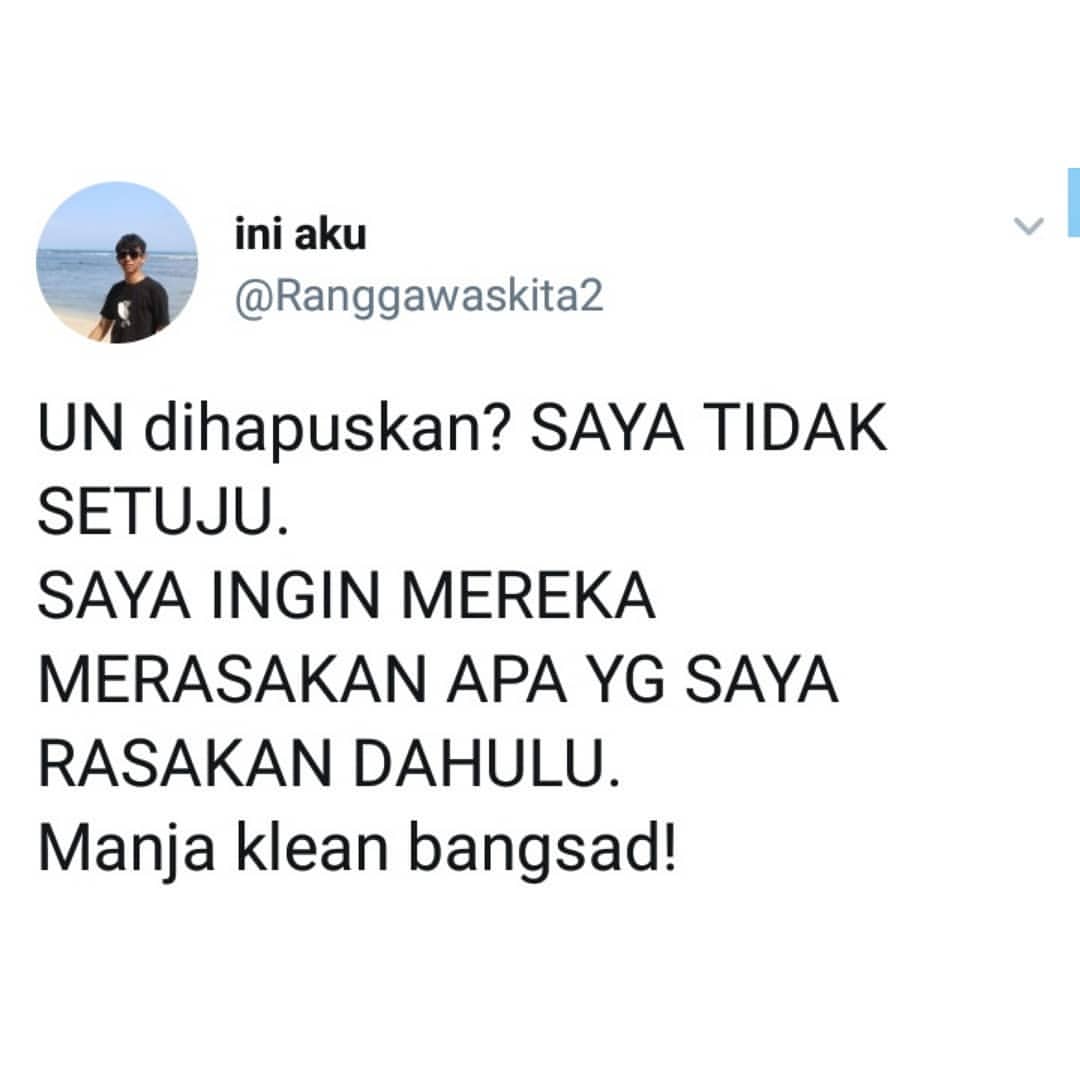 ini aku
@Ranggawaskita2
UN dihapuskan? SAYA TIDAK
SETUJU.
SAYA INGIN MEREKA
MERASAKAN APA YG SAYA
RASAKAN DAHULU.
Manja klean bangsad!